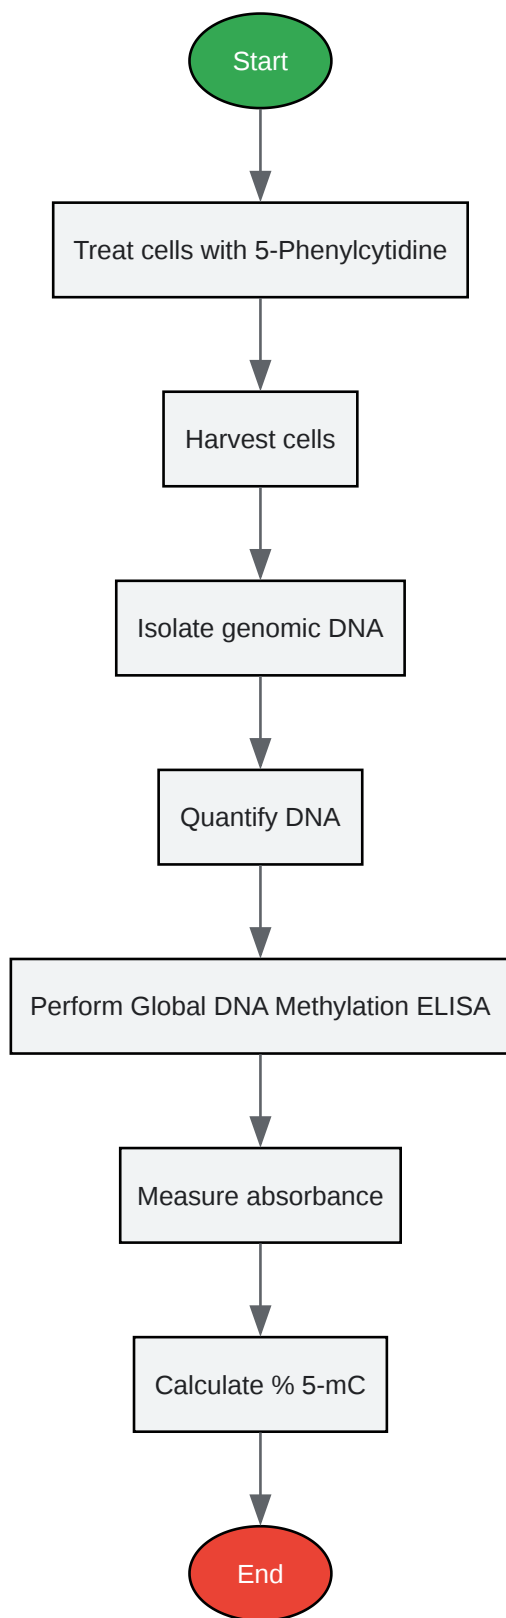 Start
Treat cells with 5-Phenylcytidine
Harvest cells
Isolate genomic DNA
Quantify DNA
Perform Global DNA Methylation ELISA
Measure absorbance
Calculate % 5-mC
End